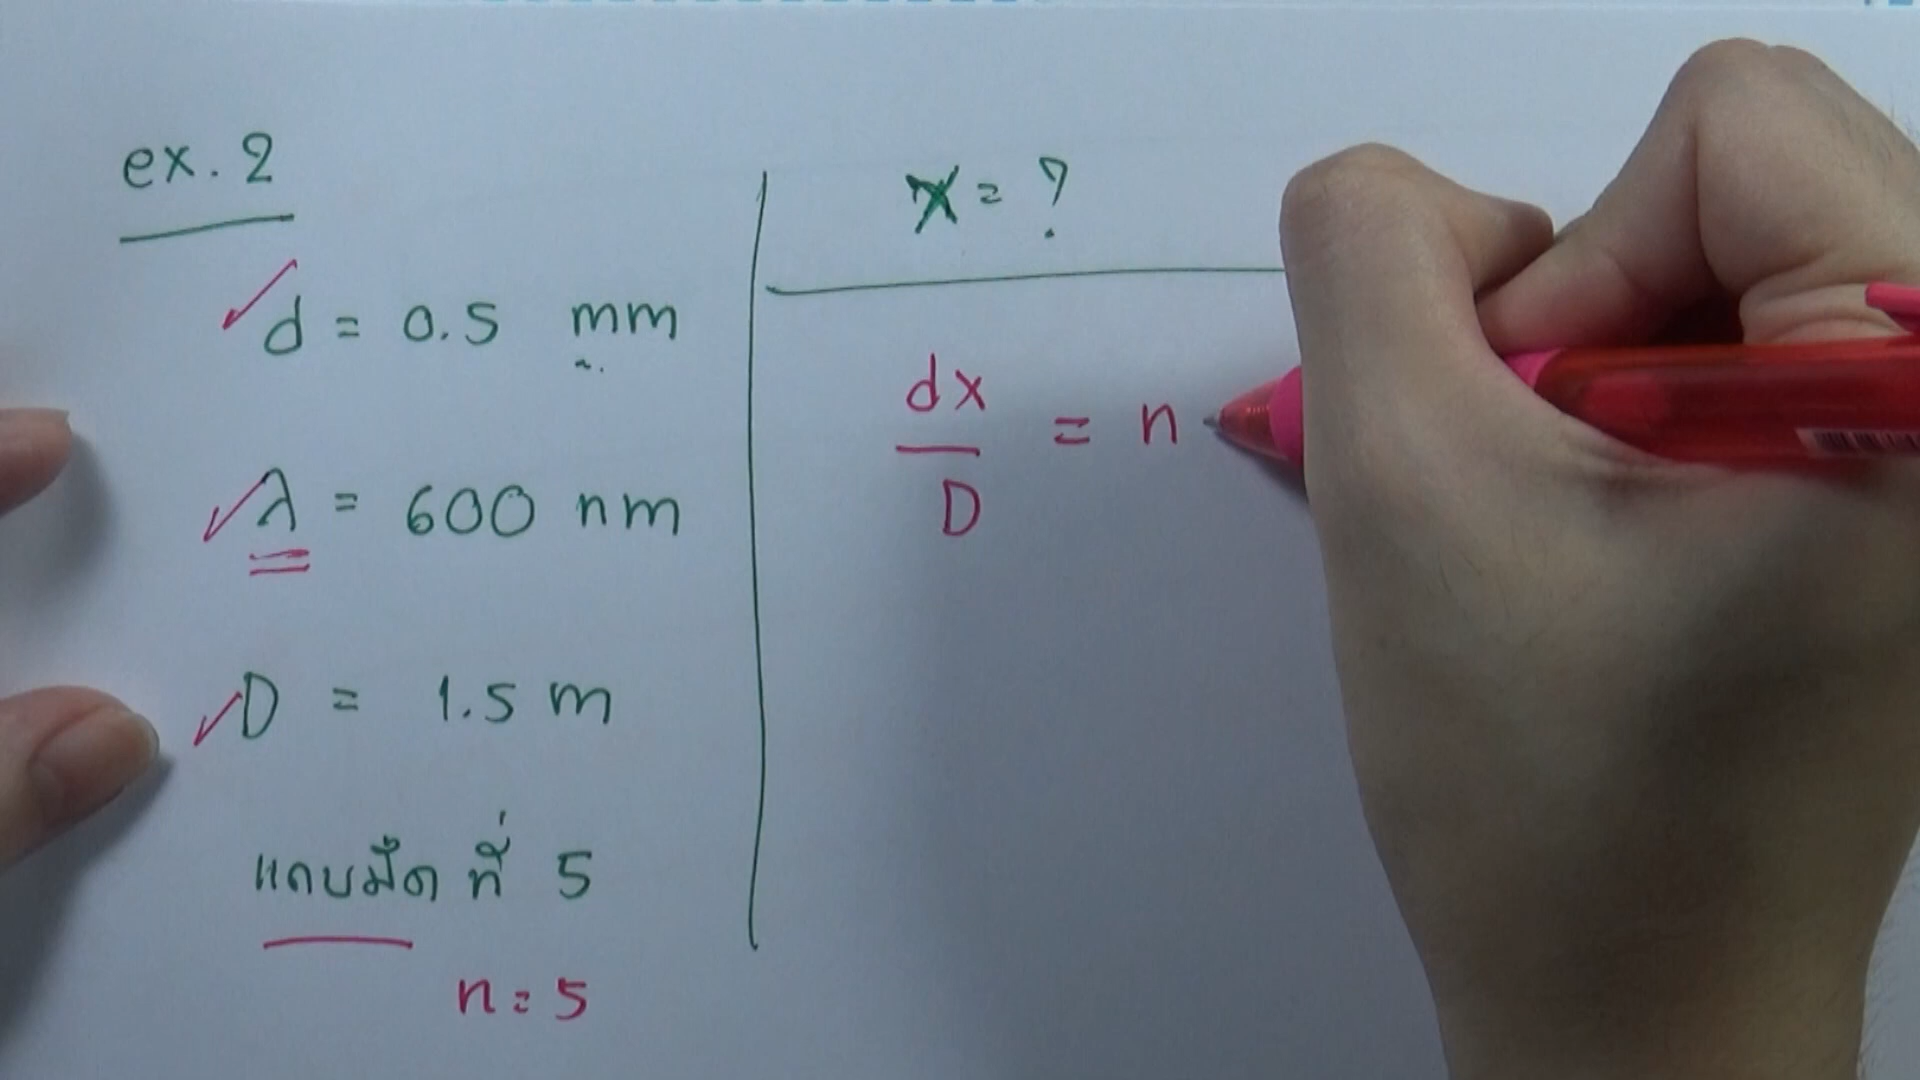 ex. 2
d = 0.5 mm
λ = 600 nm
D = 1.5 m
แถบมืด ที่ 5
n = 5
x = ?
dx
D
= n